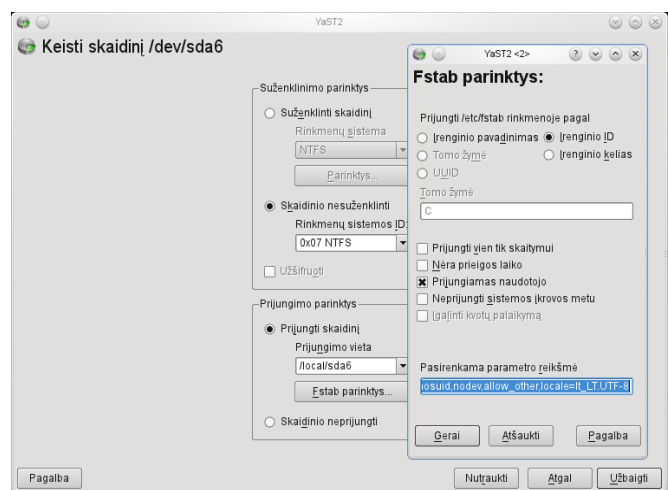 YaST2
Keisti skaidinį /dev/sda6
Suženklinimo parinktys
Suženklinti skaidinį
Rinkmenų sistema
NTFS
Parinktys...
Skaidinio nesuženklinti
Rinkmenų sistemos ID:
0x07 NTFS
Užšifruoti
Prijungimo parinktys
Prijungti skaidinį
Prijungimo vieta
/local/sda6
Fstab parinktys...
Skaidinio neprijungti
Pagalba
Nutraukti
Atgal
Užbaigti
YaST2 <2>
Fstab parinktys:
Prijungti /etc/fstab rinkmenoje pagal
Įrenginio pavadinimas
Įrenginio ID
Tomo žymė
Įrenginio kelias
UUID
Tomo žymė
C
Prijungti vien tik skaitymui
Nėra prieigos laiko
Prijungiamas naudotojo
Neprijungti sistemos įkrovos metu
Įgalinti kvotų palaikymą
Pasirenkama parametro reikšmė
nosuid,nodev,allow_other,locale=lt_LT.UTF-8
Gerai
Atšaukti
Pagalba